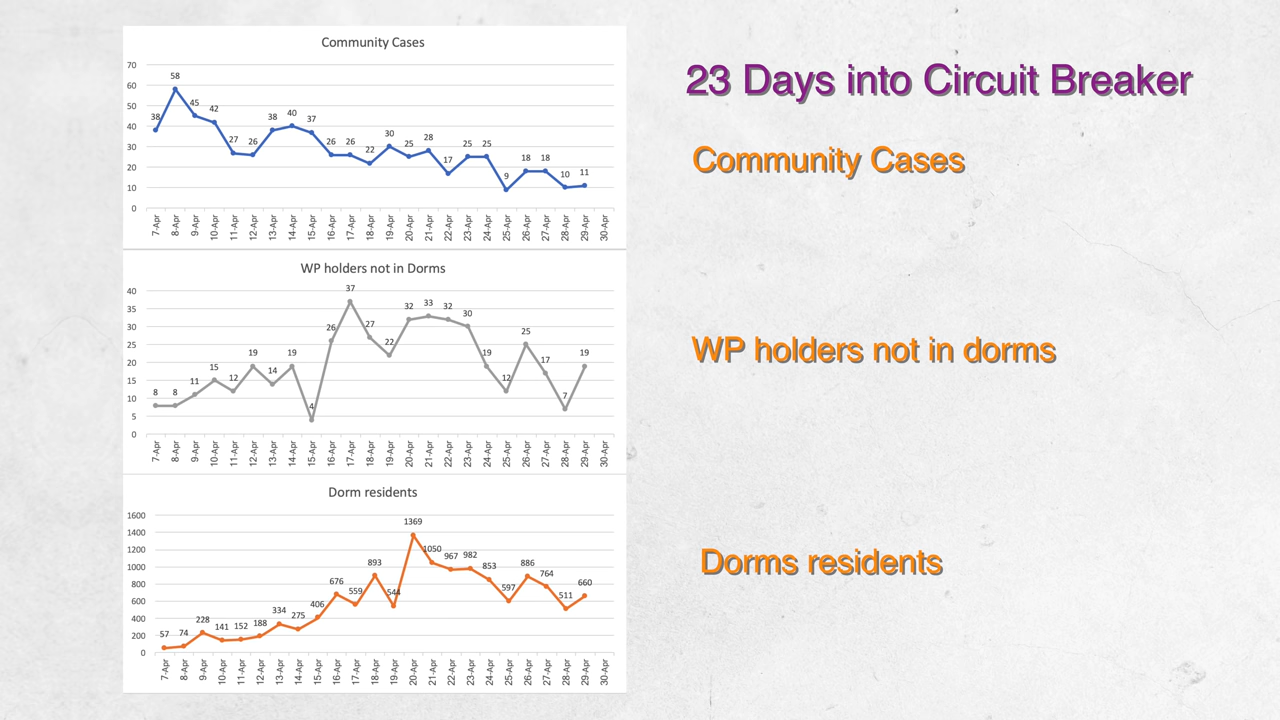 23 Days into Circuit Breaker
Community Cases
70
60
50
40
30
20
10
0
38
58
45
42
27
26
38
40
37
26
26
22
30
25
28
17
25
25
9
18
18
10
11
7-Apr
8-Apr
9-Apr
10-Apr
11-Apr
12-Apr
13-Apr
14-Apr
15-Apr
16-Apr
17-Apr
18-Apr
19-Apr
20-Apr
21-Apr
22-Apr
23-Apr
24-Apr
25-Apr
26-Apr
27-Apr
28-Apr
29-Apr
30-Apr
Community Cases
WP holders not in Dorms
40
35
30
25
20
15
10
5
0
8
8
11
15
12
19
14
19
4
26
37
27
22
32
33
32
30
19
12
25
17
7
19
7-Apr
8-Apr
9-Apr
10-Apr
11-Apr
12-Apr
13-Apr
14-Apr
15-Apr
16-Apr
17-Apr
18-Apr
19-Apr
20-Apr
21-Apr
22-Apr
23-Apr
24-Apr
25-Apr
26-Apr
27-Apr
28-Apr
29-Apr
30-Apr
WP holders not in dorms
Dorm residents
1600
1400
1200
1000
800
600
400
200
0
57
74
228
141
152
188
334
275
406
676
559
893
544
1369
1050
967
982
853
597
886
764
511
660
7-Apr
8-Apr
9-Apr
10-Apr
11-Apr
12-Apr
13-Apr
14-Apr
15-Apr
16-Apr
17-Apr
18-Apr
19-Apr
20-Apr
21-Apr
22-Apr
23-Apr
24-Apr
25-Apr
26-Apr
27-Apr
28-Apr
29-Apr
30-Apr
Dorms residents